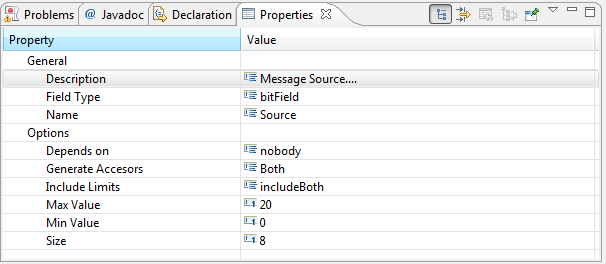 Problems @ Javadoc Declaration Properties
Property Value
General
Description Message Source....
Field Type bitField
Name Source
Options
Depends on nobody
Generate Accesors Both
Include Limits includeBoth
Max Value 20
Min Value 0
Size 8